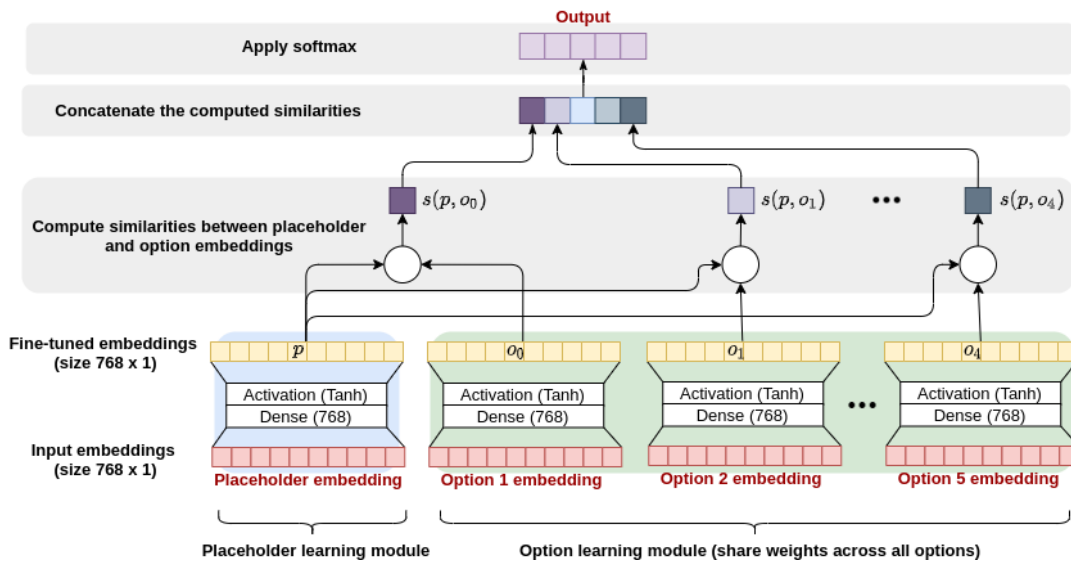 Output
Apply softmax
Concatenate the computed similarities
s(p, o₀)
s(p, o₁)
•••
s(p, o₄)
Compute similarities between placeholder
and option embeddings
Fine-tuned embeddings
(size 768 x 1)
p
o₀
o₁
o₄
Activation (Tanh)
Dense (768)
Activation (Tanh)
Dense (768)
Activation (Tanh)
Dense (768)
•••
Activation (Tanh)
Dense (768)
Input embeddings
(size 768 x 1)
Placeholder embedding
Option 1 embedding
Option 2 embedding
Option 5 embedding
Placeholder learning module
Option learning module (share weights across all options)